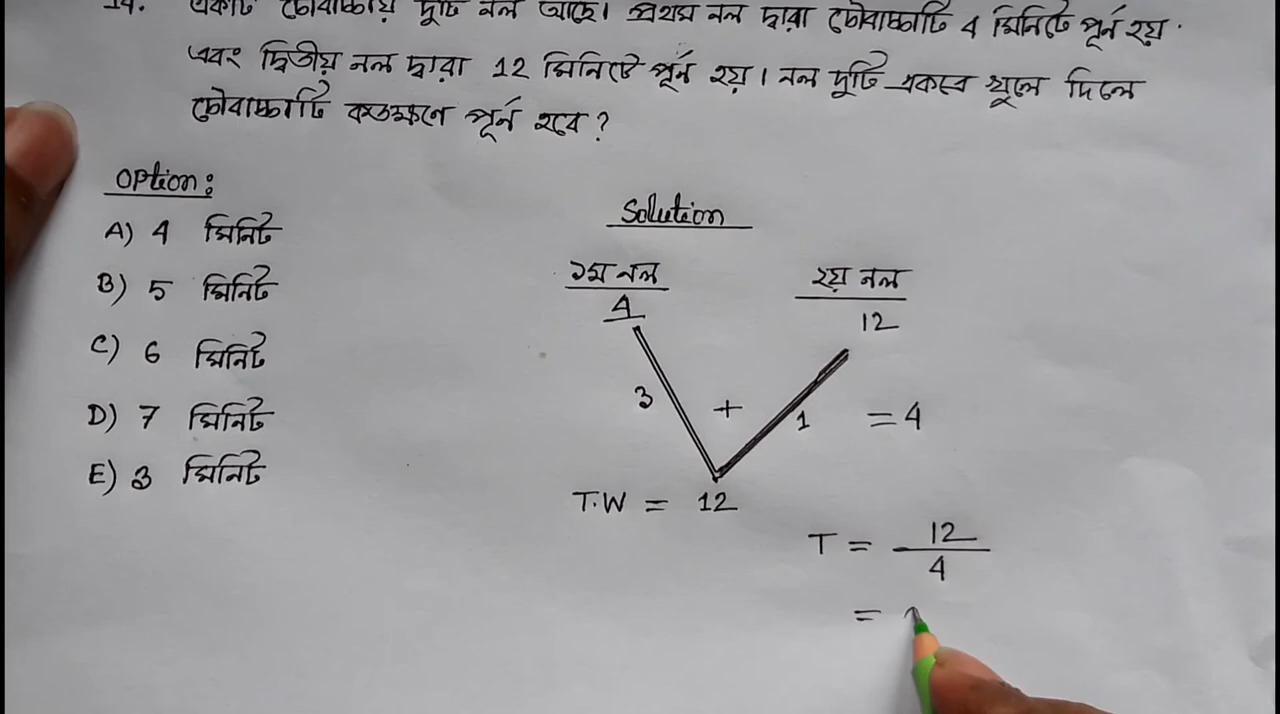 14. একটি চৌবাচ্চায় দুটি নল আছে। প্রথম নল দ্বারা চৌবাচ্চাটি 4 মিনিটে পূর্ন হয়
এবং দ্বিতীয় নল দ্বারা 12 মিনিটে পূর্ন হয়। নল দুটি একত্রে খুলে দিলে
চৌবাচ্চাটি কতক্ষণে পূর্ন হবে?
Option:
A) 4 মিনিট
B) 5 মিনিট
C) 6 মিনিট
D) 7 মিনিট
E) 3 মিনিট
Solution
১ম নল ২য় নল
4 12
3 + 1 = 4
T.W = 12
T = 12
4
=